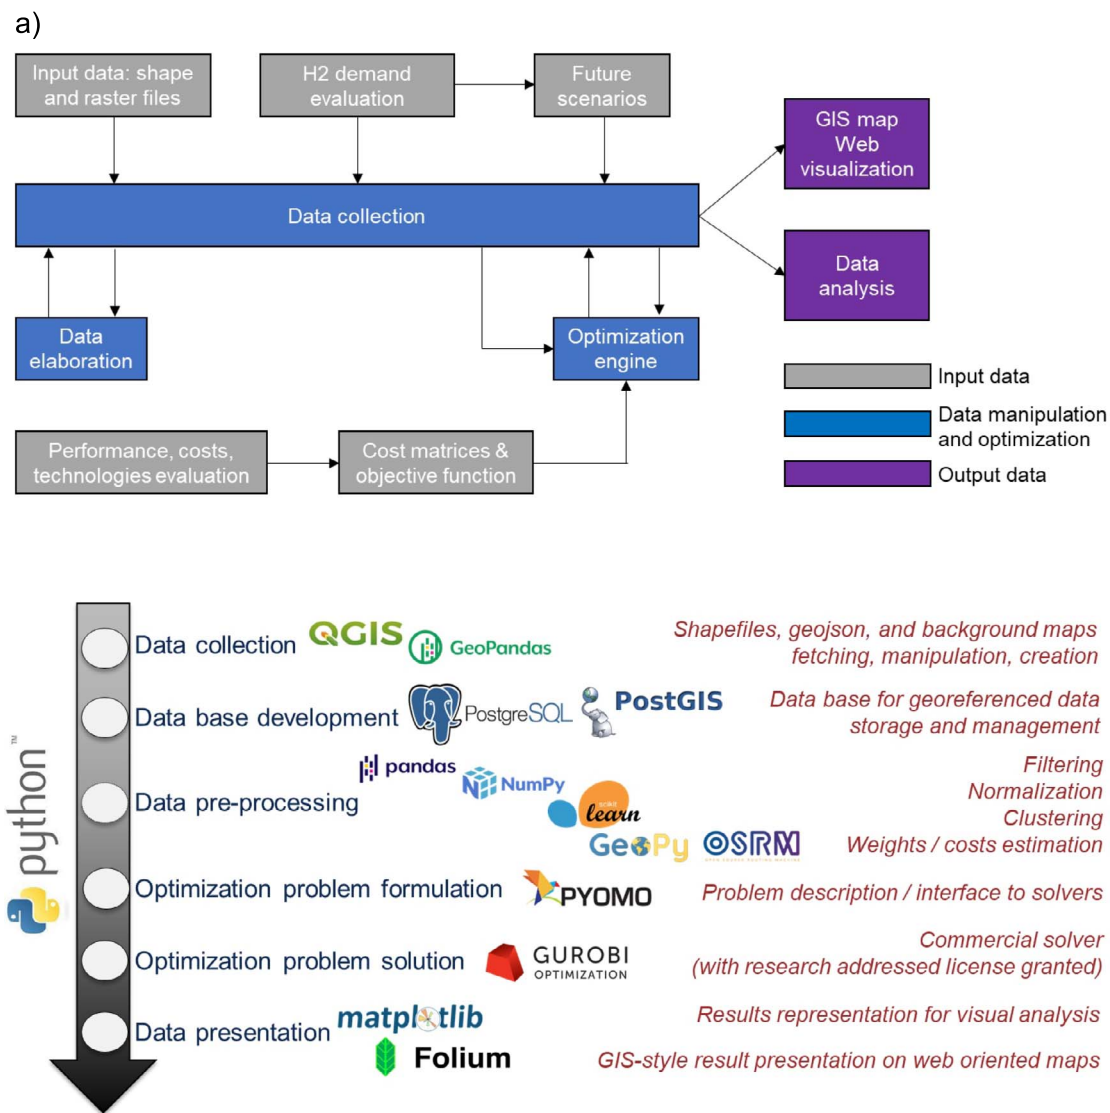 a)
Input data: shape
and raster files
H2 demand
evaluation
Future
scenarios
GIS map
Web
visualization
Data collection
Data
analysis
Data
elaboration
Optimization
engine
Input data
Data manipulation
and optimization
Output data
Performance, costs,
technologies evaluation
Cost matrices &
objective function
python™
Data collection
QGIS
GeoPandas
Shapefiles, geojson, and background maps
fetching, manipulation, creation
Data base development
PostgreSQL
PostGIS
Data base for georeferenced data
storage and management
Data pre-processing
pandas
NumPy
scikit
learn
GeoPy
OSRM
Filtering
Normalization
Clustering
Weights / costs estimation
Optimization problem formulation
PYOMO
Problem description / interface to solvers
Optimization problem solution
GUROBI
OPTIMIZATION
Commercial solver
(with research addressed license granted)
Data presentation
matplotlib
Folium
Results representation for visual analysis
GIS-style result presentation on web oriented maps